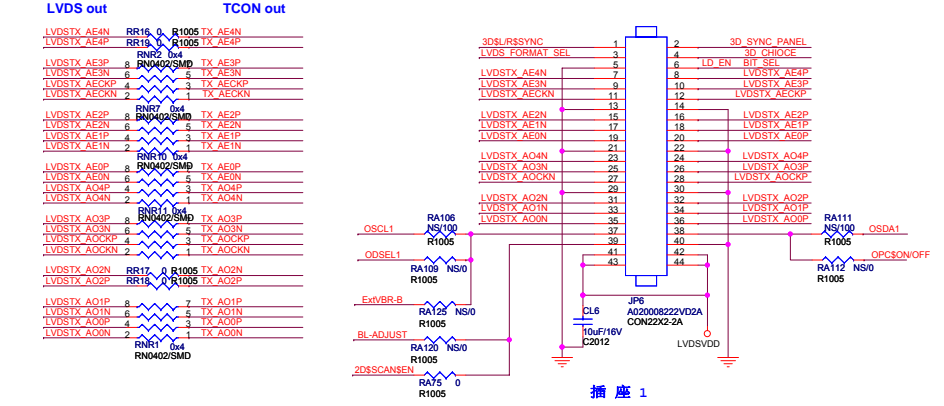 LVDS out
TCON out
LVDSTX_AE4N RR16 0 R1005 TX_AE4N
LVDSTX_AE4P RR19 0 R1005 TX_AE4P
RNR2 0x4
RN0402/SMD
LVDSTX_AE3P 8 7 TX_AE3P
LVDSTX_AE3N 6 5 TX_AE3N
LVDSTX_AECKP 4 3 TX_AECKP
LVDSTX_AECKN 2 1 TX_AECKN
RNR7 0x4
RN0402/SMD
LVDSTX_AE2P 8 7 TX_AE2P
LVDSTX_AE2N 6 5 TX_AE2N
LVDSTX_AE1P 4 3 TX_AE1P
LVDSTX_AE1N 2 1 TX_AE1N
RNR10 0x4
RN0402/SMD
LVDSTX_AE0P 8 7 TX_AE0P
LVDSTX_AE0N 6 5 TX_AE0N
LVDSTX_AO4P 4 3 TX_AO4P
LVDSTX_AO4N 2 1 TX_AO4N
RNR11 0x4
RN0402/SMD
LVDSTX_AO3P 8 7 TX_AO3P
LVDSTX_AO3N 6 5 TX_AO3N
LVDSTX_AOCKP 4 3 TX_AOCKP
LVDSTX_AOCKN 2 1 TX_AOCKN
LVDSTX_AO2N RR17 0 R1005 TX_AO2N
LVDSTX_AO2P RR18 0 R1005 TX_AO2P
LVDSTX_AO1P 8 7 TX_AO1P
LVDSTX_AO1N 6 5 TX_AO1N
LVDSTX_AO0P 4 3 TX_AO0P
LVDSTX_AO0N 2 1 TX_AO0N
RNR1 0x4
RN0402/SMD
3D$L/R$SYNC 1 2 3D_SYNC_PANEL
LVDS_FORMAT_SEL 3 4 3D_CHIOCE
5 6 LD_EN BIT_SEL
LVDSTX_AE4N 7 8 LVDSTX_AE4P
LVDSTX_AE3N 9 10 LVDSTX_AE3P
LVDSTX_AECKN 11 12 LVDSTX_AECKP
13 14
LVDSTX_AE2N 15 16 LVDSTX_AE2P
LVDSTX_AE1N 17 18 LVDSTX_AE1P
LVDSTX_AE0N 19 20 LVDSTX_AE0P
21 22
LVDSTX_AO4N 23 24 LVDSTX_AO4P
LVDSTX_AO3N 25 26 LVDSTX_AO3P
LVDSTX_AOCKN 27 28 LVDSTX_AOCKP
29 30
LVDSTX_AO2N 31 32 LVDSTX_AO2P
LVDSTX_AO1N 33 34 LVDSTX_AO1P
LVDSTX_AO0N 35 36 LVDSTX_AO0P
37 38
39 40
41 42
43 44
RA106
NS/100
OSCL1
R1005
ODSEL1
RA109 NS/0
R1005
ExtVBR-B
RA125 NS/0
R1005
BL-ADJUST
RA120 NS/0
R1005
2D$SCAN$EN
RA75 0
R1005
RA111
NS/100
OSDA1
R1005
OPC$ON/OFF
RA112 NS/0
R1005
CL6
10uF/16V
C2012
JP6
A020008222VD2A
CON22X2-2A
LVDSVDD
插 座 1